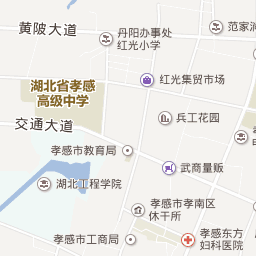 黄陂大道
丹阳办事处
红光小学
范家
红光集贸市场
湖北省孝感
高级中学
兵工花园
交通大道
孝感市教育局
武商量贩
湖北工程学院
孝感市孝南区
休干所
孝感市工商局
孝感东方
妇科医院